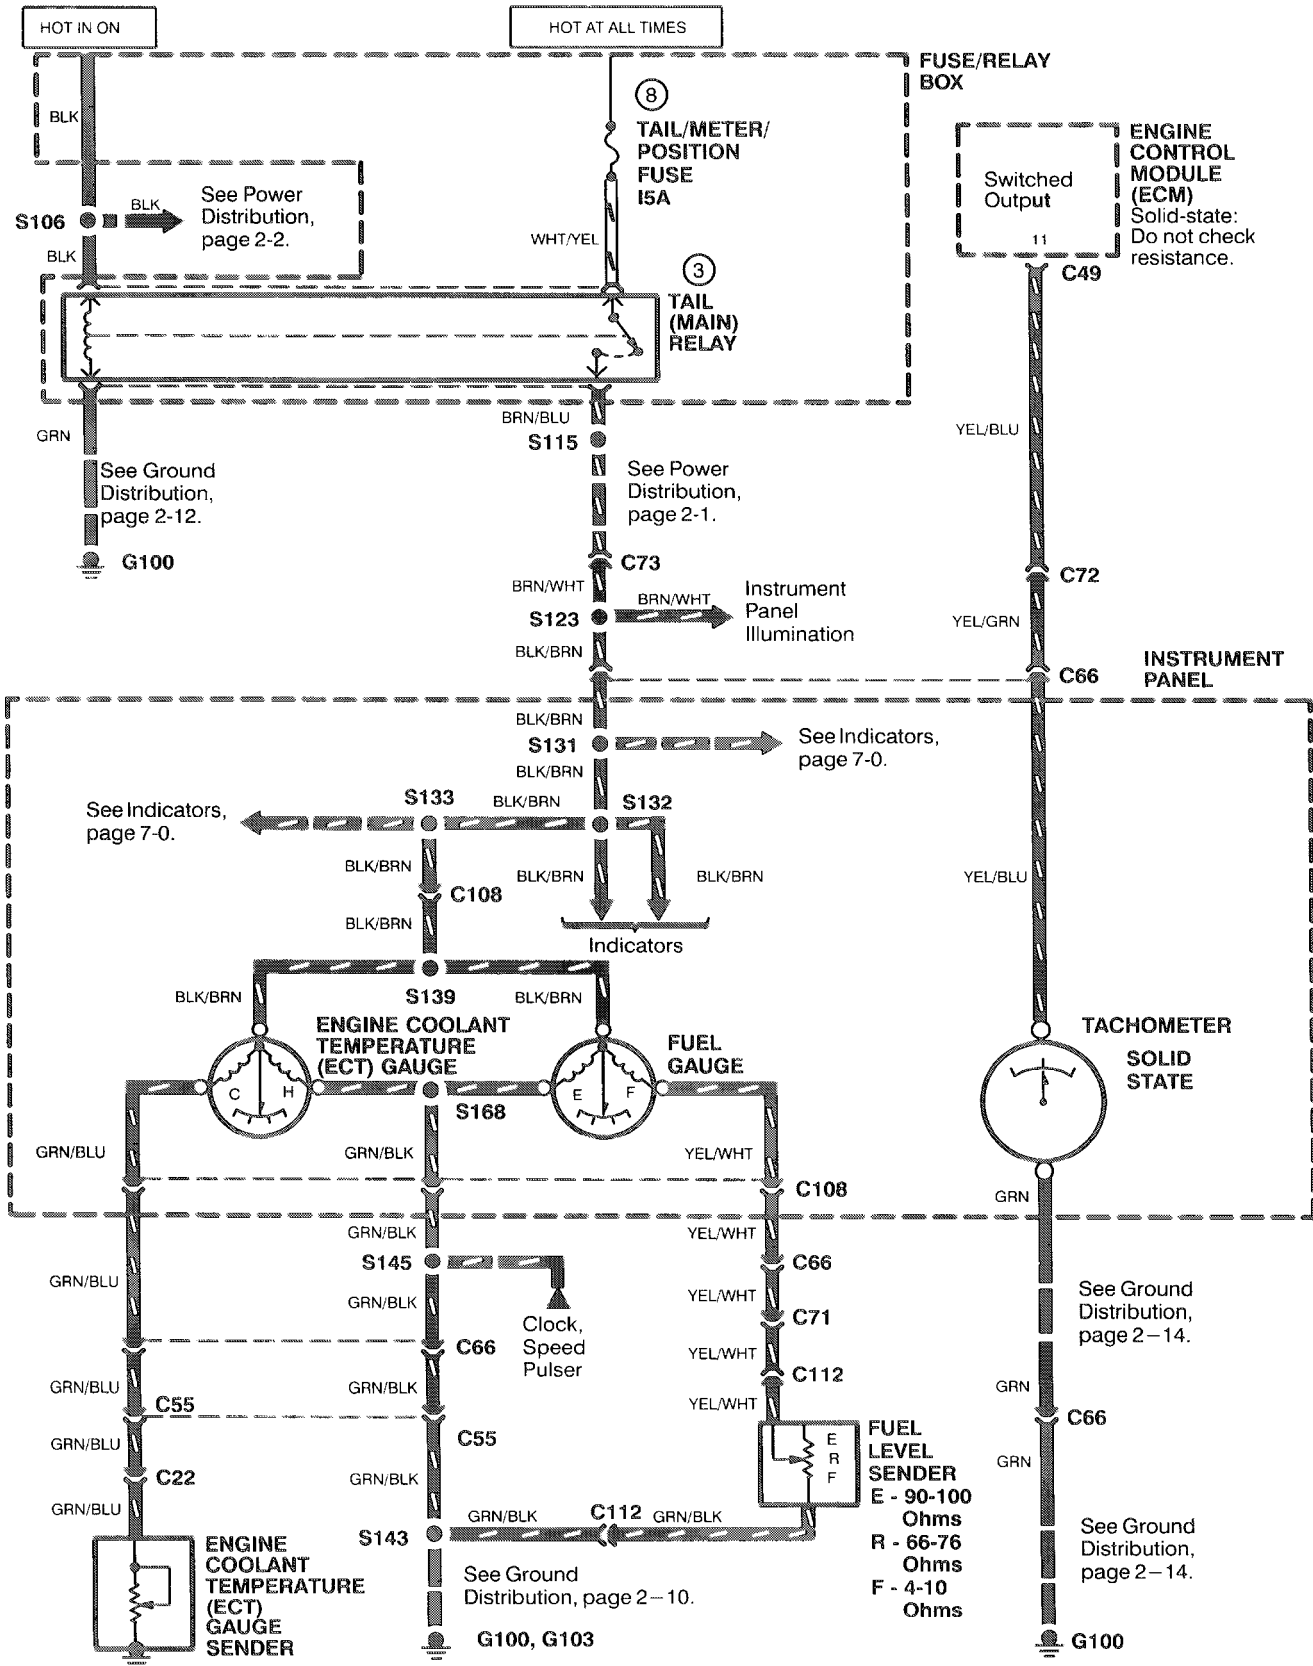 HOT IN ON
HOT AT ALL TIMES
FUSE/RELAY
BOX
8
TAIL/METER/
POSITION
FUSE
I5A
BLK
ENGINE
CONTROL
MODULE
(ECM)
Solid-state:
Do not check
resistance.
Switched
Output
11
C49
S106
BLK
See Power
Distribution,
page 2-2.
BLK
WHT/YEL
3
TAIL
(MAIN)
RELAY
BRN/BLU
S115
GRN
YEL/BLU
See Ground
Distribution,
page 2-12.
See Power
Distribution,
page 2-1.
G100
C73
C72
BRN/WHT
BRN/WHT
S123
Instrument
Panel
Illumination
YEL/GRN
BLK/BRN
C66
INSTRUMENT
PANEL
BLK/BRN
S131
See Indicators,
page 7-0.
BLK/BRN
See Indicators,
page 7-0.
S133
BLK/BRN
S132
BLK/BRN
BLK/BRN
BLK/BRN
YEL/BLU
C108
BLK/BRN
Indicators
BLK/BRN
S139
BLK/BRN
ENGINE COOLANT
TEMPERATURE
(ECT) GAUGE
FUEL
GAUGE
TACHOMETER
SOLID
STATE
C
H
E
F
S168
GRN/BLU
GRN/BLK
YEL/WHT
C108
GRN
GRN/BLK
YEL/WHT
S145
C66
GRN/BLU
GRN/BLK
YEL/WHT
C71
Clock,
Speed
Pulser
See Ground
Distribution,
page 2-14.
C66
YEL/WHT
C112
GRN/BLU
GRN/BLK
YEL/WHT
GRN
C55
C66
GRN/BLU
C55
FUEL
LEVEL
SENDER
E - 90-100
Ohms
R - 66-76
Ohms
F - 4-10
Ohms
E
R
F
GRN
C22
GRN/BLK
GRN/BLU
GRN/BLK
C112
GRN/BLK
S143
See Ground
Distribution,
page 2-14.
ENGINE
COOLANT
TEMPERATURE
(ECT)
GAUGE
SENDER
See Ground
Distribution, page 2-10.
G100, G103
G100